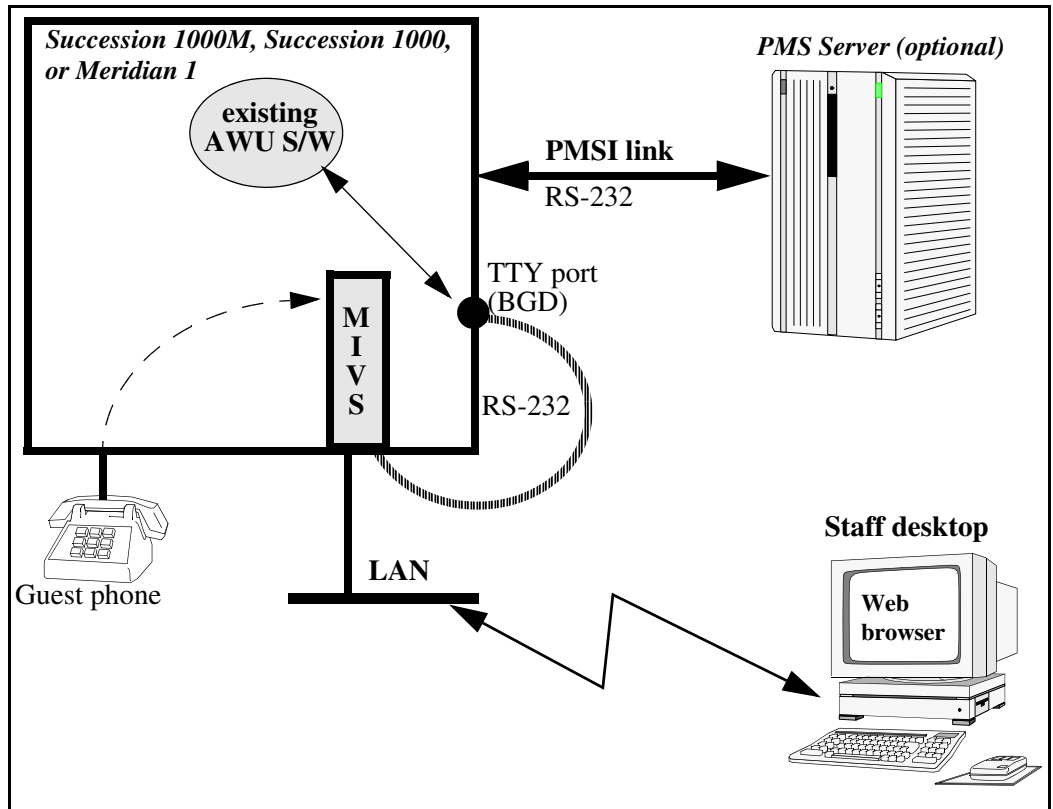 Succession 1000M, Succession 1000,
or Meridian 1
PMS Server (optional)
existing
AWU S/W
PMSI link
RS-232
TTY port
(BGD)
M
I
V
S
RS-232
Guest phone
LAN
Staff desktop
Web
browser